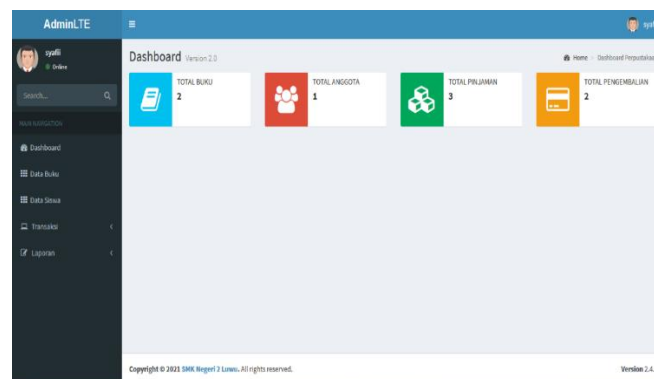 AdminLTE
syafii
Online
Search...
MAIN NAVIGATION
Dashboard
Data Buku
Data Siswa
Transaksi
Laporan
Dashboard Version 2.0
Home Dashboard Perpustakaa
TOTAL BUKU
2
TOTAL ANGGOTA
1
TOTAL PINJAMAN
3
TOTAL PENGEMBALIAN
2
Copyright © 2021 SMK Negeri 2 Luwu. All rights reserved.
Version 2.4.